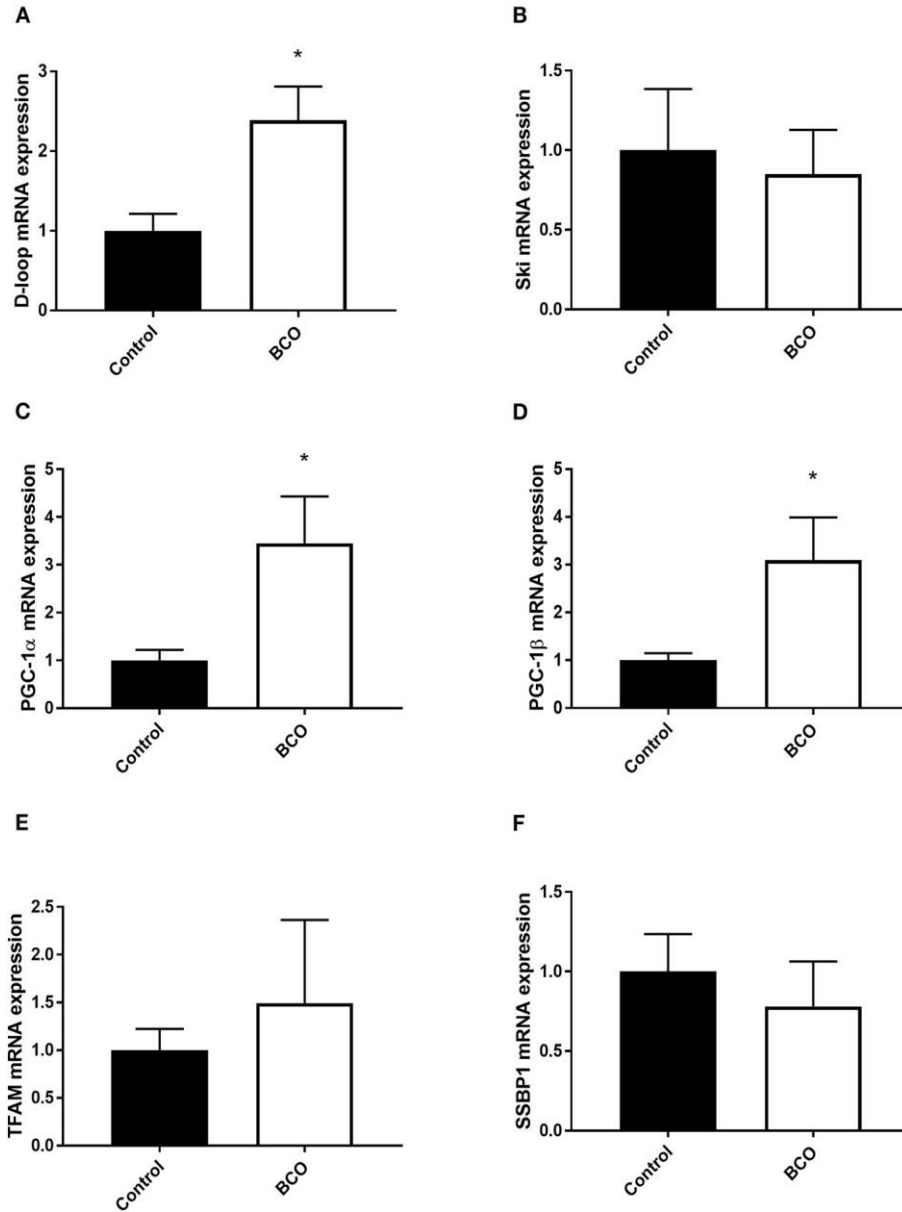 A
D-loop mRNA expression
*
3
2
1
0
Control
BCO
B
Ski mRNA expression
1.5
1.0
0.5
0.0
Control
BCO
C
PGC-1α mRNA expression
*
5
4
3
2
1
0
Control
BCO
D
PGC-1β mRNA expression
*
5
4
3
2
1
0
Control
BCO
E
TFAM mRNA expression
2.5
2.0
1.5
1.0
0.5
0.0
Control
BCO
F
SSBP1 mRNA expression
1.5
1.0
0.5
0.0
Control
BCO